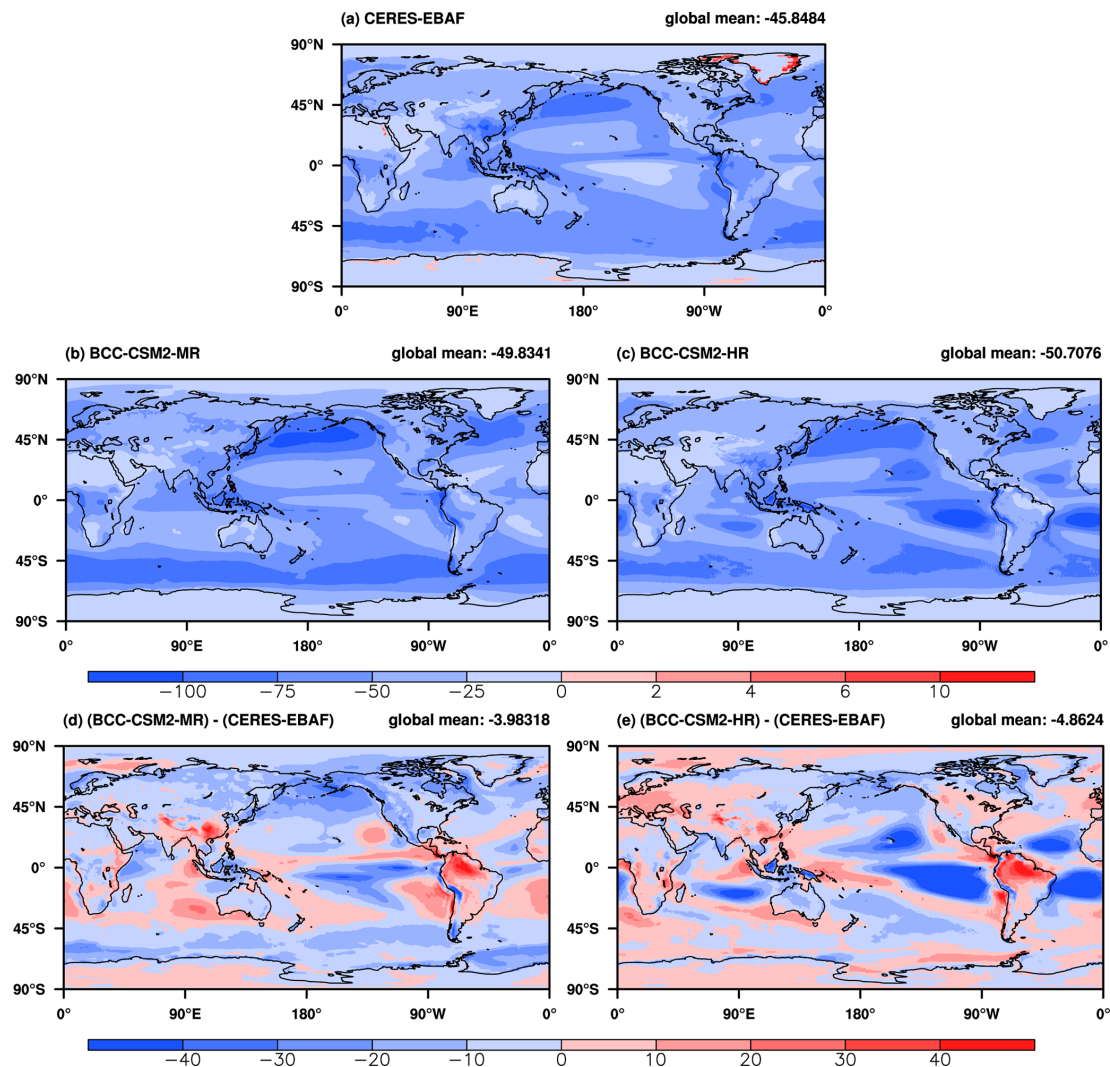 (a) CERES-EBAF global mean: -45.8484
90°N
45°N
0°
45°S
90°S
0° 90°E 180° 90°W 0°
(b) BCC-CSM2-MR global mean: -49.8341
90°N
45°N
0°
45°S
90°S
0° 90°E 180° 90°W 0°
(c) BCC-CSM2-HR global mean: -50.7076
90°N
45°N
0°
45°S
90°S
0° 90°E 180° 90°W 0°
−100 −75 −50 −25 0 2 4 6 10
(d) (BCC-CSM2-MR) - (CERES-EBAF) global mean: -3.98318
90°N
45°N
0°
45°S
90°S
0° 90°E 180° 90°W 0°
(e) (BCC-CSM2-HR) - (CERES-EBAF) global mean: -4.8624
90°N
45°N
0°
45°S
90°S
0° 90°E 180° 90°W 0°
−40 −30 −20 −10 0 10 20 30 40